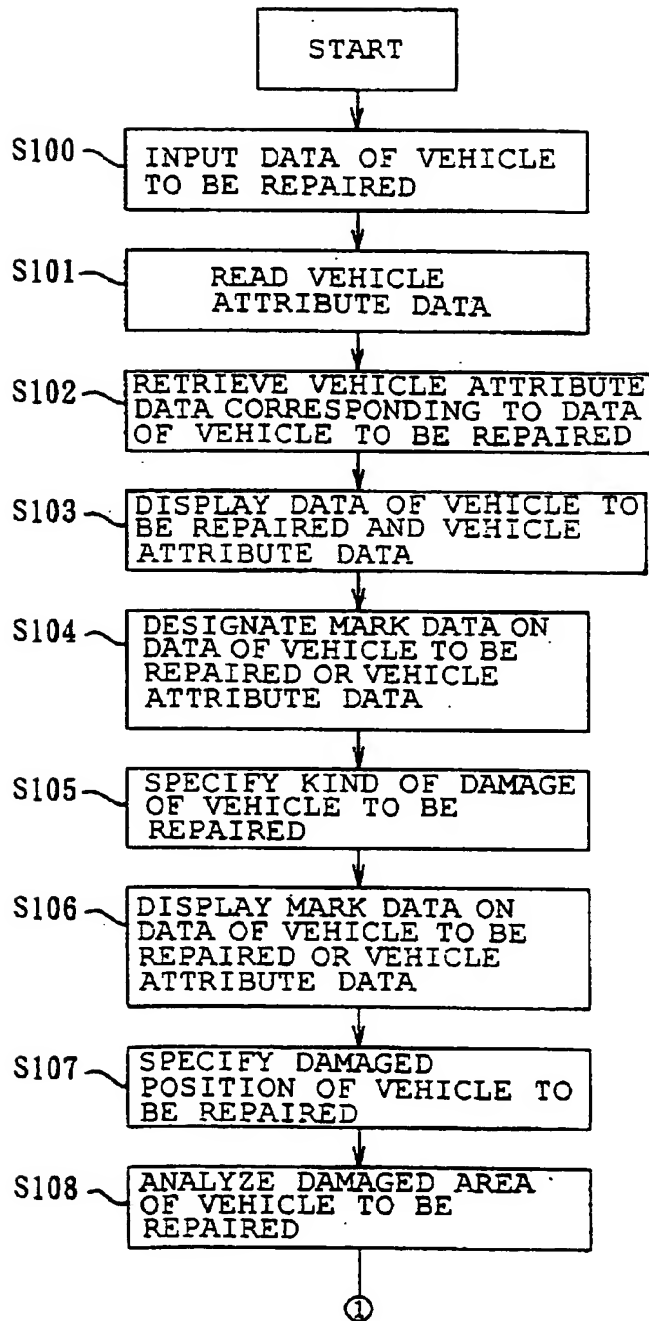 START
S100
INPUT DATA OF VEHICLE
TO BE REPAIRED
S101
READ VEHICLE
ATTRIBUTE DATA
S102
RETRIEVE VEHICLE ATTRIBUTE
DATA CORRESPONDING TO DATA
OF VEHICLE TO BE REPAIRED
S103
DISPLAY DATA OF VEHICLE TO
BE REPAIRED AND VEHICLE
ATTRIBUTE DATA
S104
DESIGNATE MARK DATA ON
DATA OF VEHICLE TO BE
REPAIRED OR VEHICLE
ATTRIBUTE DATA
S105
SPECIFY KIND OF DAMAGE
OF VEHICLE TO BE
REPAIRED
S106
DISPLAY MARK DATA ON
DATA OF VEHICLE TO BE
REPAIRED OR VEHICLE
ATTRIBUTE DATA
S107
SPECIFY DAMAGED
POSITION OF VEHICLE TO
BE REPAIRED
S108
ANALYZE DAMAGED AREA
OF VEHICLE TO BE
REPAIRED
①